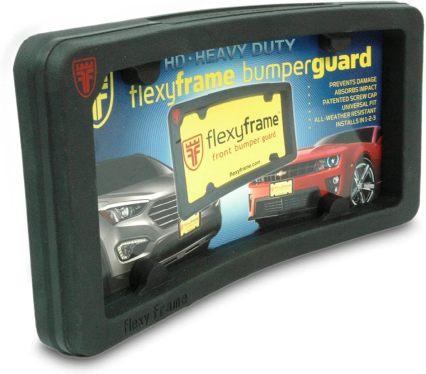 HD·HEAVY DUTY
flexyframe bumperguard
PREVENTS DAMAGE
ABSORBS IMPACT
PATENTED SCREW CAP
UNIVERSAL FIT
ALL-WEATHER RESISTANT
INSTALLS IN 1-2-3
flexyframe
front bumper guard
flexyframe.com
Flexy Frame